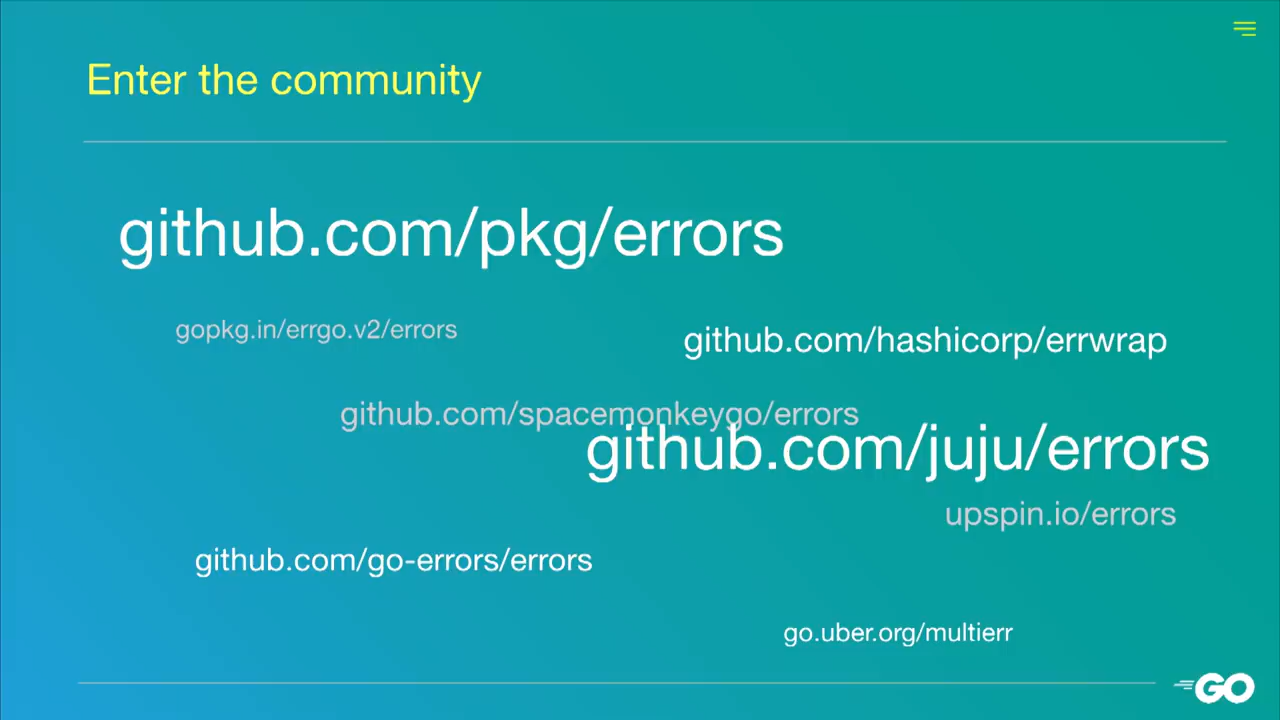 Enter the community
github.com/pkg/errors
gopkg.in/errgo.v2/errors
github.com/hashicorp/errwrap
github.com/spacemonkeygo/errors
github.com/juju/errors
upspin.io/errors
github.com/go-errors/errors
go.uber.org/multierr
GO